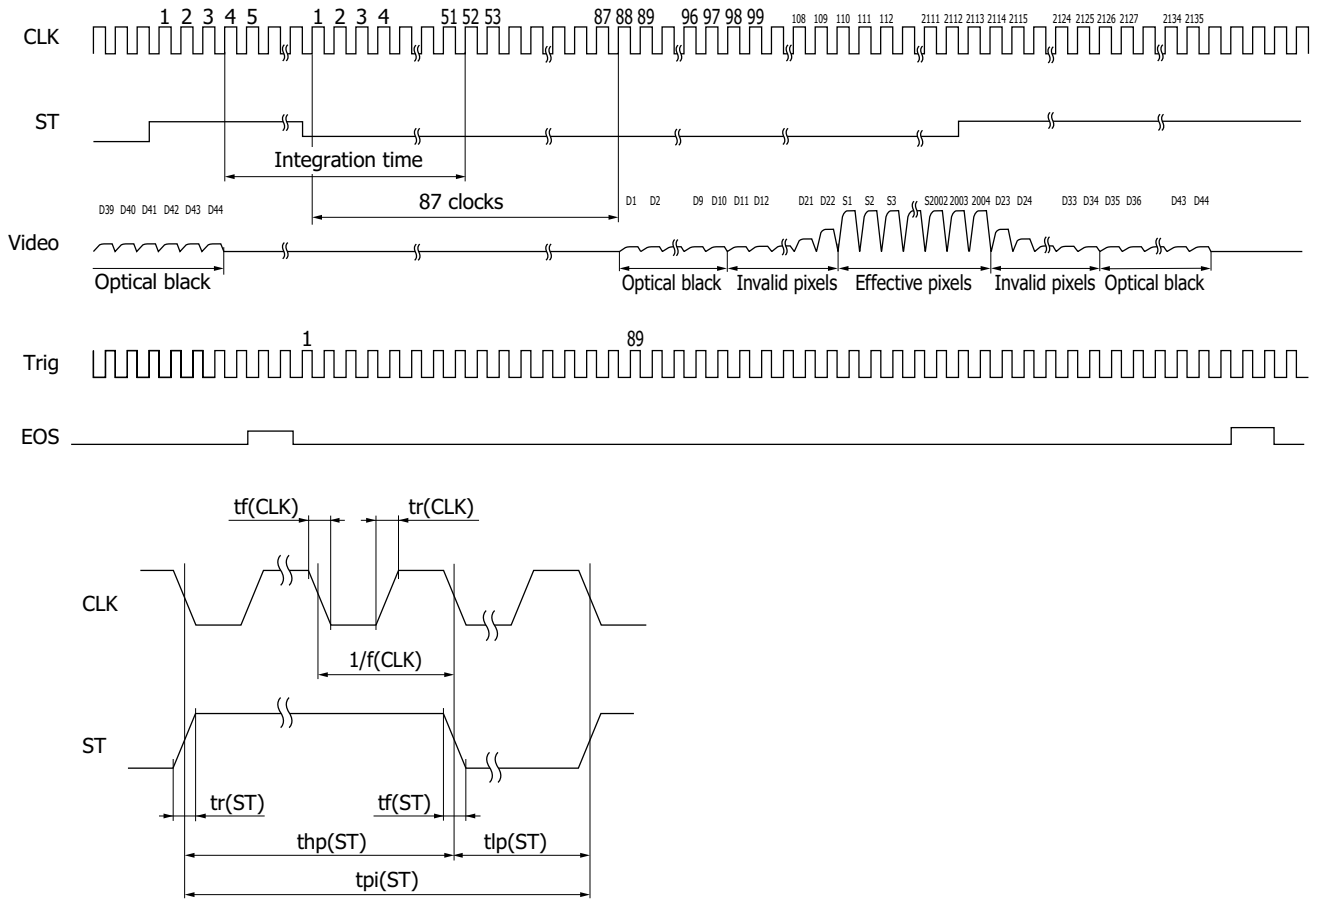 1 2 3 4 5 1 2 3 4 51 52 53 87 88 89 96 97 98 99 108 109 110 111 112 2111 2112 2113 2114 2115 2124 2125 2126 2127 2134 2135
CLK
ST
Integration time
87 clocks
D39 D40 D41 D42 D43 D44 D1 D2 D9 D10 D11 D12 D21 D22 S1 S2 S3 S2002 2003 2004 D23 D24 D33 D34 D35 D36 D43 D44
Video
Optical black Optical black Invalid pixels Effective pixels Invalid pixels Optical black
1 89
Trig
EOS
tf(CLK) tr(CLK)
CLK
1/f(CLK)
ST
tr(ST) tf(ST)
thp(ST) tlp(ST)
tpi(ST)